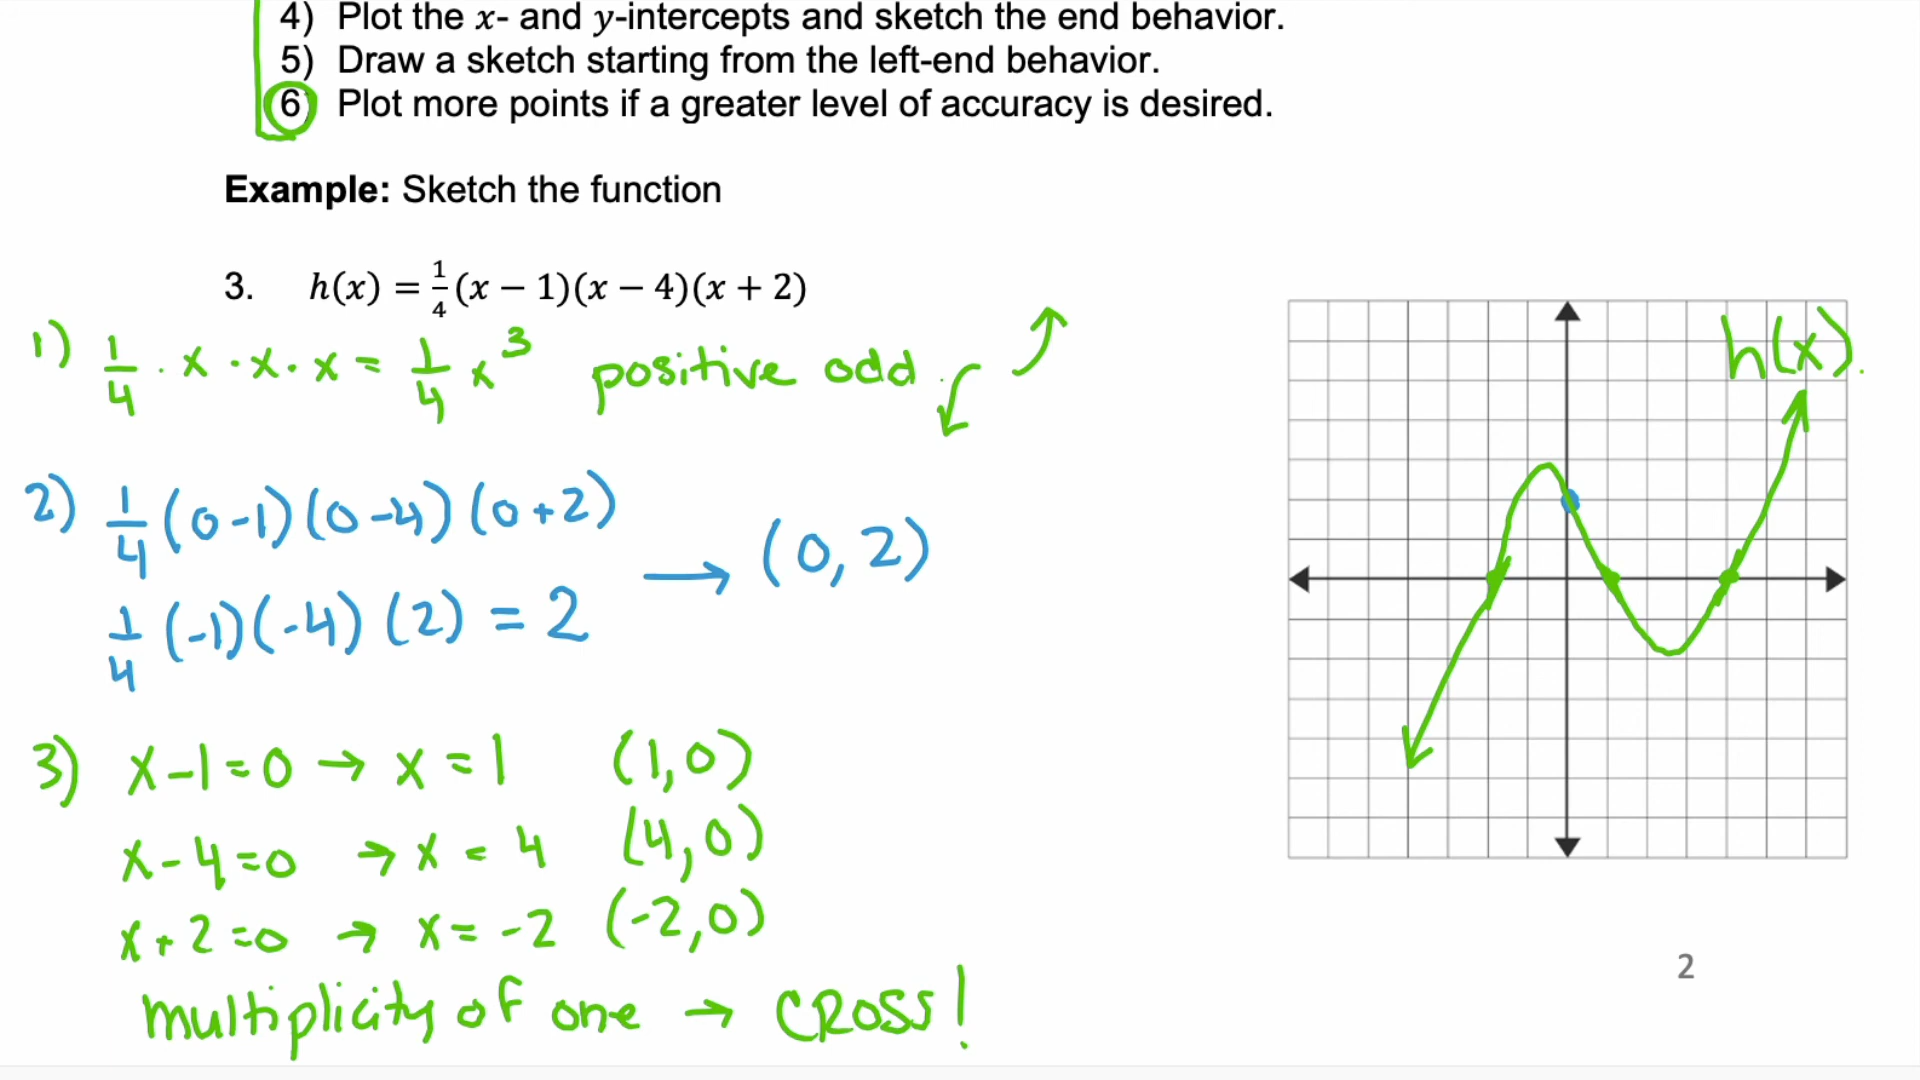 4) Plot the x- and y-intercepts and sketch the end behavior.
5) Draw a sketch starting from the left-end behavior.
6) Plot more points if a greater level of accuracy is desired.
Example: Sketch the function
3. h(x) = 1/4 (x − 1)(x − 4)(x + 2)
1) 1/4 · x · x · x = 1/4 x³ positive odd
h(x)
2) 1/4 (0-1)(0-4)(0+2)
→ (0,2)
1/4 (-1)(-4)(2) = 2
3) x-1=0 → x=1 (1,0)
x-4=0 → x=4 (4,0)
x+2=0 → x=-2 (-2,0)
2
multiplicity of one → CROSS!